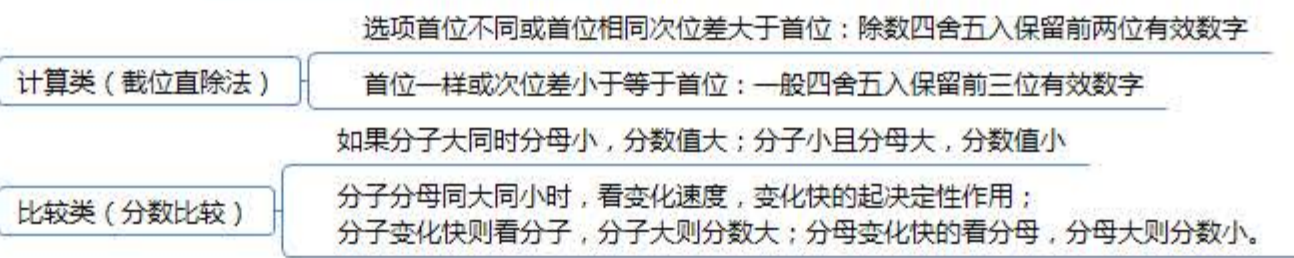 选项首位不同或首位相同次位差大于首位：除数四舍五入保留前两位有效数字
计算类（截位直除法）
首位一样或次位差小于等于首位：一般四舍五入保留前三位有效数字
如果分子大同时分母小，分数值大；分子小且分母大，分数值小
比较类（分数比较）
分子分母同大同小时，看变化速度，变化快的起决定性作用；
分子变化快则看分子，分子大则分数大；分母变化快的看分母，分母大则分数小。